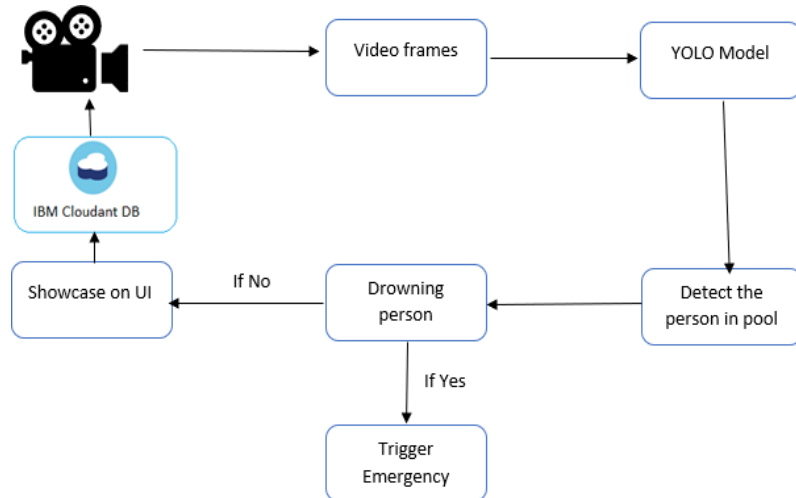 Video frames
YOLO Model
IBM Cloudant DB
Showcase on UI
If No
Drowning
person
Detect the
person in pool
If Yes
Trigger
Emergency